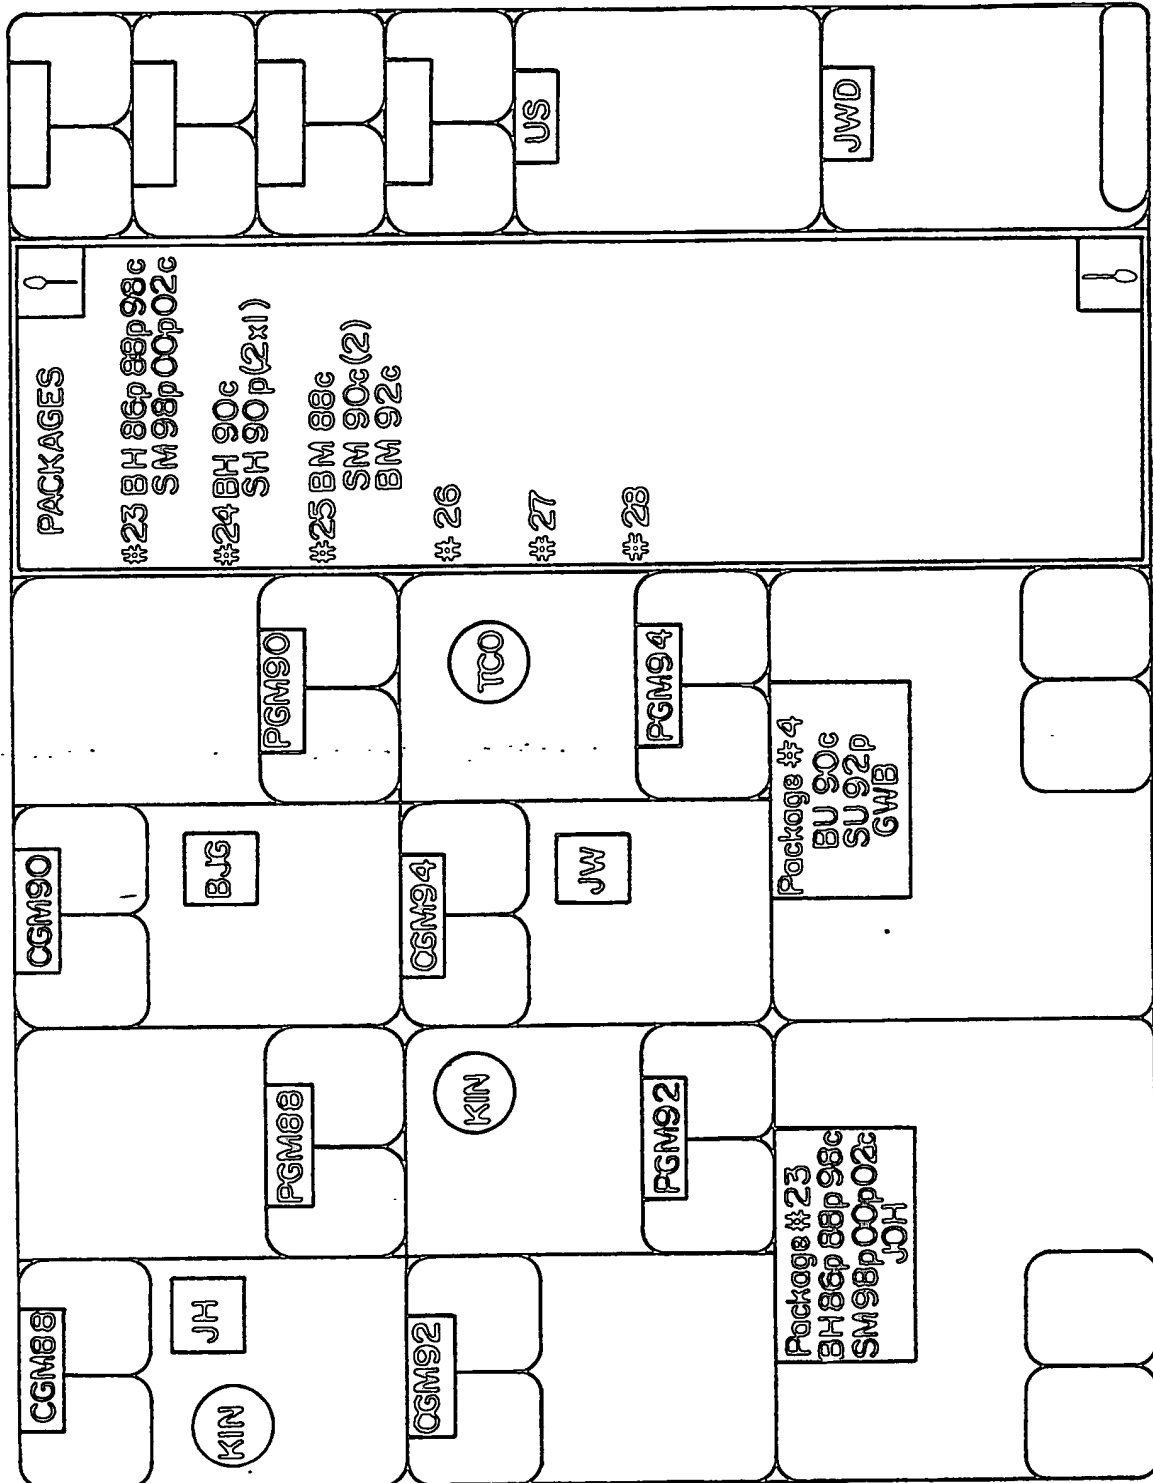 CGM88
KIN
JH
PGM88
CGM90
BJG
PGM90
CGM92
KIN
PGM92
CGM94
JW
TCO
PGM94
Package #23
BH 86p 88p 98c
SM 98p 00p 02c
JOH
Package #4
BU 90c
SU 92p
GWB
PACKAGES
#23 BH 86p 88p 98c
SM 98p 00p 02c
#24 BH 90c
SH 90p (2x1)
#25 BM 88c
SM 90c (2)
BM 92c
#26
#27
#28
US
JWD